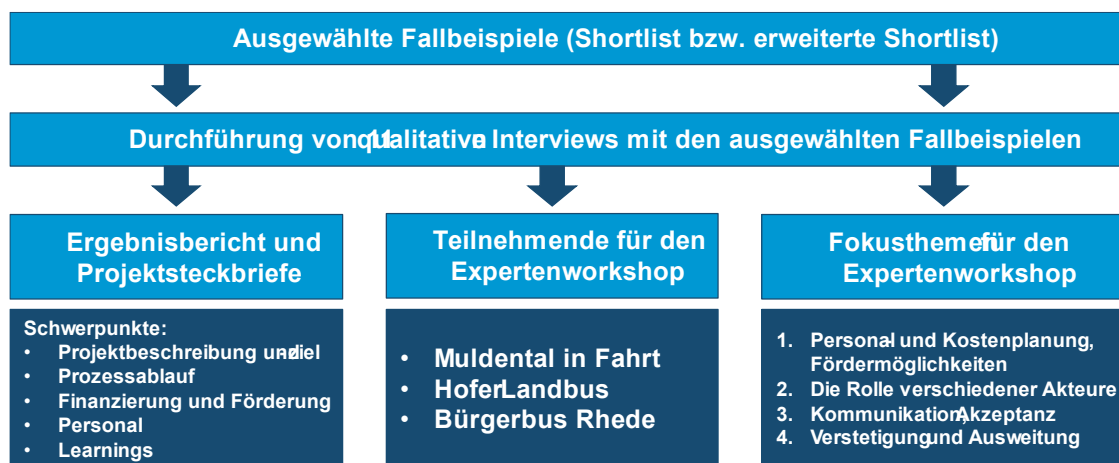 Ausgewählte Fallbeispiele (Shortlist bzw. erweiterte Shortlist)
Durchführung von 11 qualitativen Interviews mit den ausgewählten Fallbeispielen
Ergebnisbericht und
Projektsteckbriefe
Teilnehmende für den
Expertenworkshop
Fokusthemen für den
Expertenworkshop
Schwerpunkte:
• Projektbeschreibung und -ziel
• Prozessablauf
• Finanzierung und Förderung
• Personal
• Learnings
• Muldental in Fahrt
• HoferLandbus
• Bürgerbus Rhede
1. Personal- und Kostenplanung,
Fördermöglichkeiten
2. Die Rolle verschiedener Akteure
3. Kommunikation, Akzeptanz
4. Verstetigung und Ausweitung